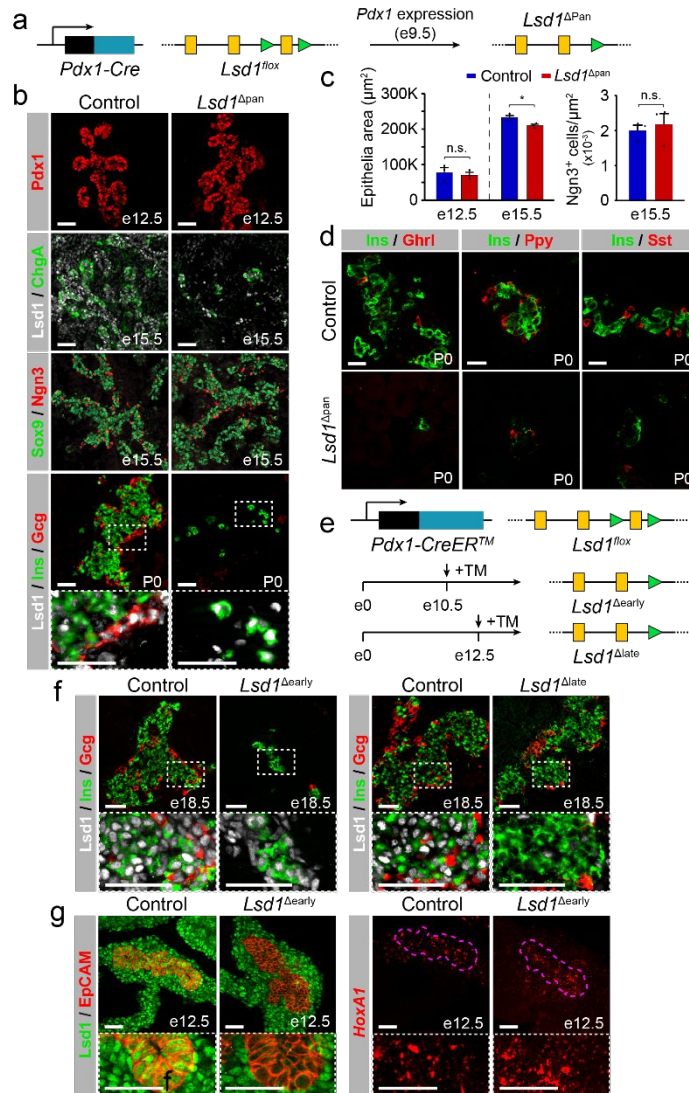 a
Pdx1 expression
(e9.5)
Lsd1ΔPan
Pdx1-Cre
Lsd1flox
b
Control
Lsd1Δpan
Pdx1
e12.5
e12.5
Lsd1 / ChgA
e15.5
e15.5
Sox9 / Ngn3
e15.5
e15.5
Lsd1 / Ins / Gcg
P0
P0
c
Control
Lsd1Δpan
Epithelia area (μm²)
300K
200K
100K
0
n.s.
*
e12.5
e15.5
Ngn3+ cells/μm²
(x10-3)
3
2
1
0
n.s.
e15.5
d
Ins / Ghrl
Ins / Ppy
Ins / Sst
Control
P0
P0
P0
Lsd1Δpan
P0
P0
P0
e
Pdx1-CreERTM
Lsd1flox
+TM
e0
e10.5
Lsd1Δearly
+TM
e0
e12.5
Lsd1Δlate
f
Control
Lsd1Δearly
Control
Lsd1Δlate
Lsd1 / Ins / Gcg
e18.5
e18.5
e18.5
e18.5
g
Control
Lsd1Δearly
Control
Lsd1Δearly
Lsd1 / EpCAM
e12.5
e12.5
f
HoxA1
e12.5
e12.5